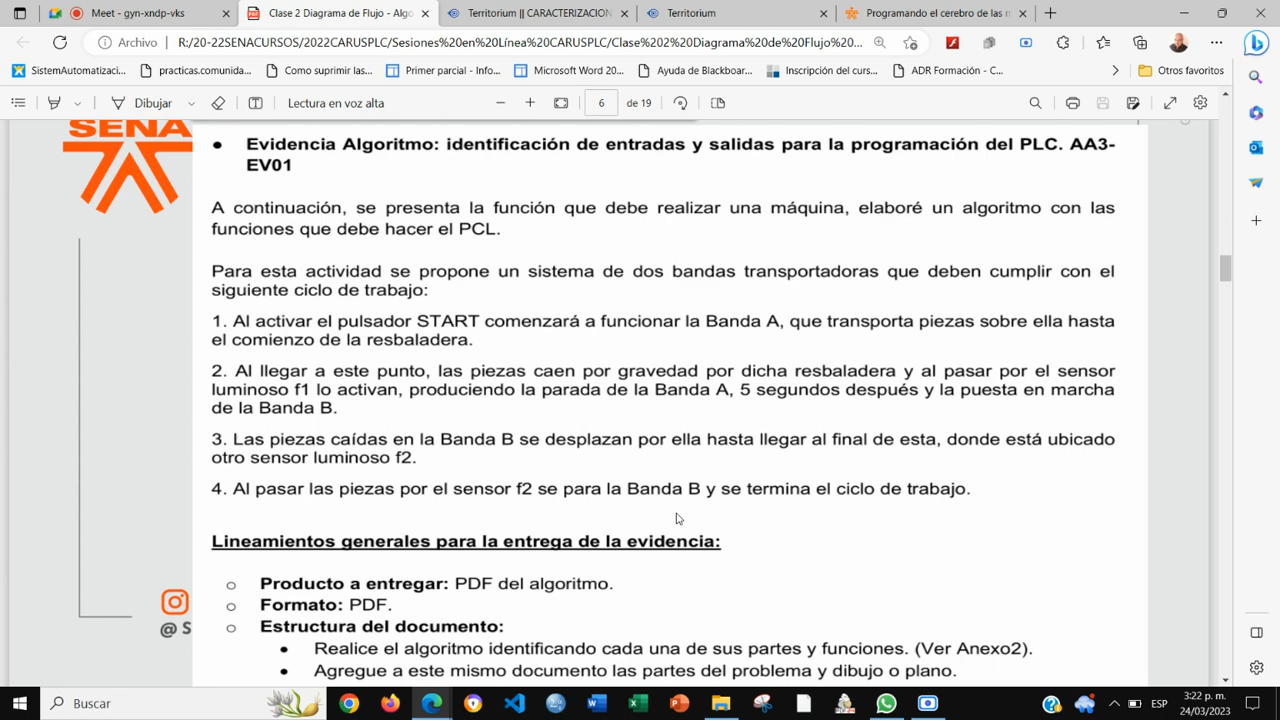 Meet - gyn-xndp-vks
Clase 2 Diagrama de Flujo - Algo
Territorium || CARACTERIZACION
Territorium
Programando el cerebro de las m
Archivo
R:/20-22SENACURSOS/2022CARUSPLC/Sesiones%20en%20Línea%20CARUSPLC/Clase%202%20Diagrama%20de%20Flujo%20...
SistemAutomatizaci...
practicas.comunida...
Como suprimir las...
Primer parcial - Info...
Microsoft Word 20...
Ayuda de Blackboar...
Inscripción del curs...
ADR Formación - C...
Otros favoritos
Dibujar
Lectura en voz alta
6
de 19
SENA
• Evidencia Algoritmo: identificación de entradas y salidas para la programación del PLC. AA3-
EV01
A continuación, se presenta la función que debe realizar una máquina, elaboré un algoritmo con las
funciones que debe hacer el PCL.
Para esta actividad se propone un sistema de dos bandas transportadoras que deben cumplir con el
siguiente ciclo de trabajo:
1. Al activar el pulsador START comenzará a funcionar la Banda A, que transporta piezas sobre ella hasta
el comienzo de la resbaladera.
2. Al llegar a este punto, las piezas caen por gravedad por dicha resbaladera y al pasar por el sensor
luminoso f1 lo activan, produciendo la parada de la Banda A, 5 segundos después y la puesta en marcha
de la Banda B.
3. Las piezas caídas en la Banda B se desplazan por ella hasta llegar al final de esta, donde está ubicado
otro sensor luminoso f2.
4. Al pasar las piezas por el sensor f2 se para la Banda B y se termina el ciclo de trabajo.
Lineamientos generales para la entrega de la evidencia:
o Producto a entregar: PDF del algoritmo.
o Formato: PDF.
o Estructura del documento:
• Realice el algoritmo identificando cada una de sus partes y funciones. (Ver Anexo2).
• Agregue a este mismo documento las partes del problema y dibujo o plano.
@ S
Buscar
ESP
3:22 p. m.
24/03/2023